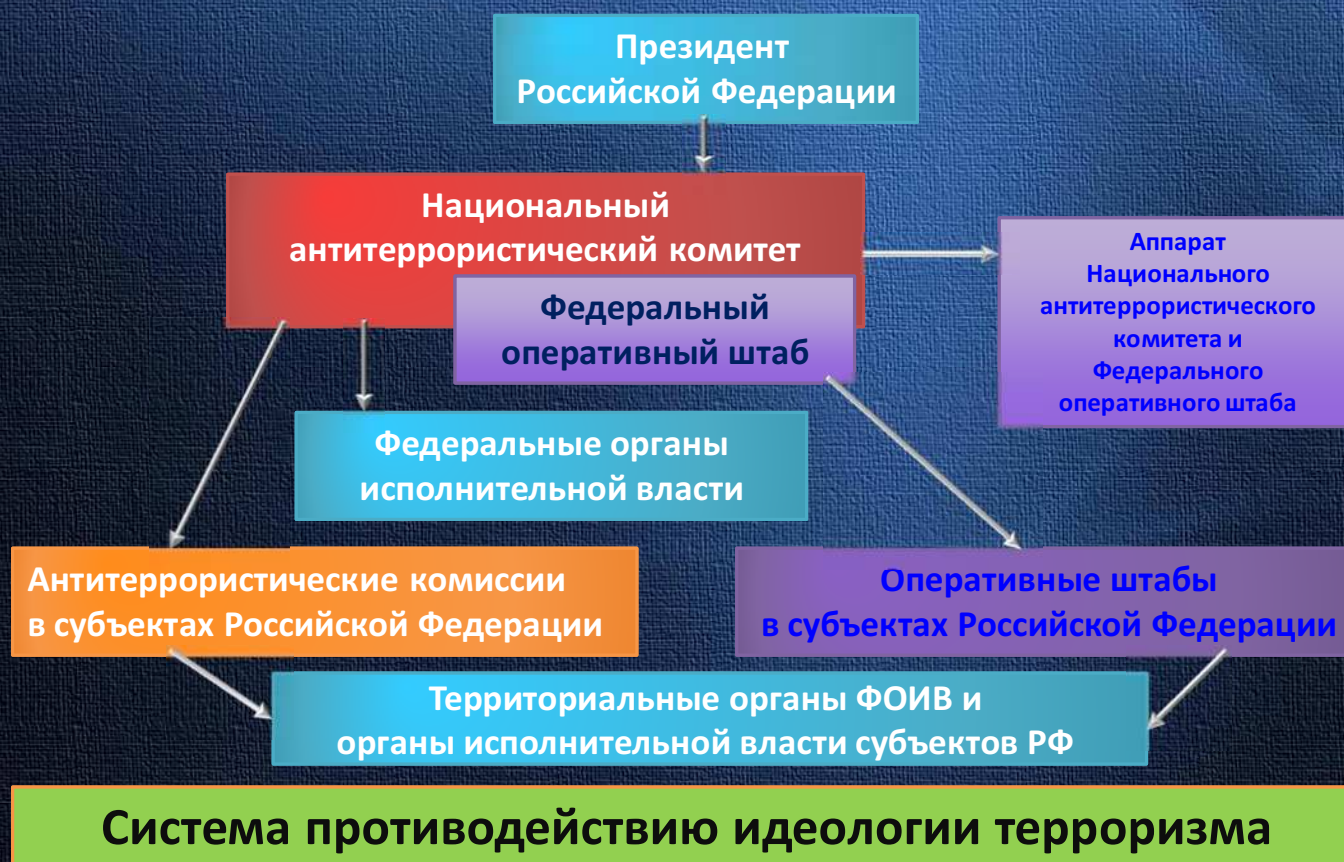 Президент
Российской Федерации
Национальный
антитеррористический комитет
Федеральный
оперативный штаб
Аппарат
Национального
антитеррористического
комитета и
Федерального
оперативного штаба
Федеральные органы
исполнительной власти
Антитеррористические комиссии
в субъектах Российской Федерации
Оперативные штабы
в субъектах Российской Федерации
Территориальные органы ФОИВ и
органы исполнительной власти субъектов РФ
Система противодействию идеологии терроризма